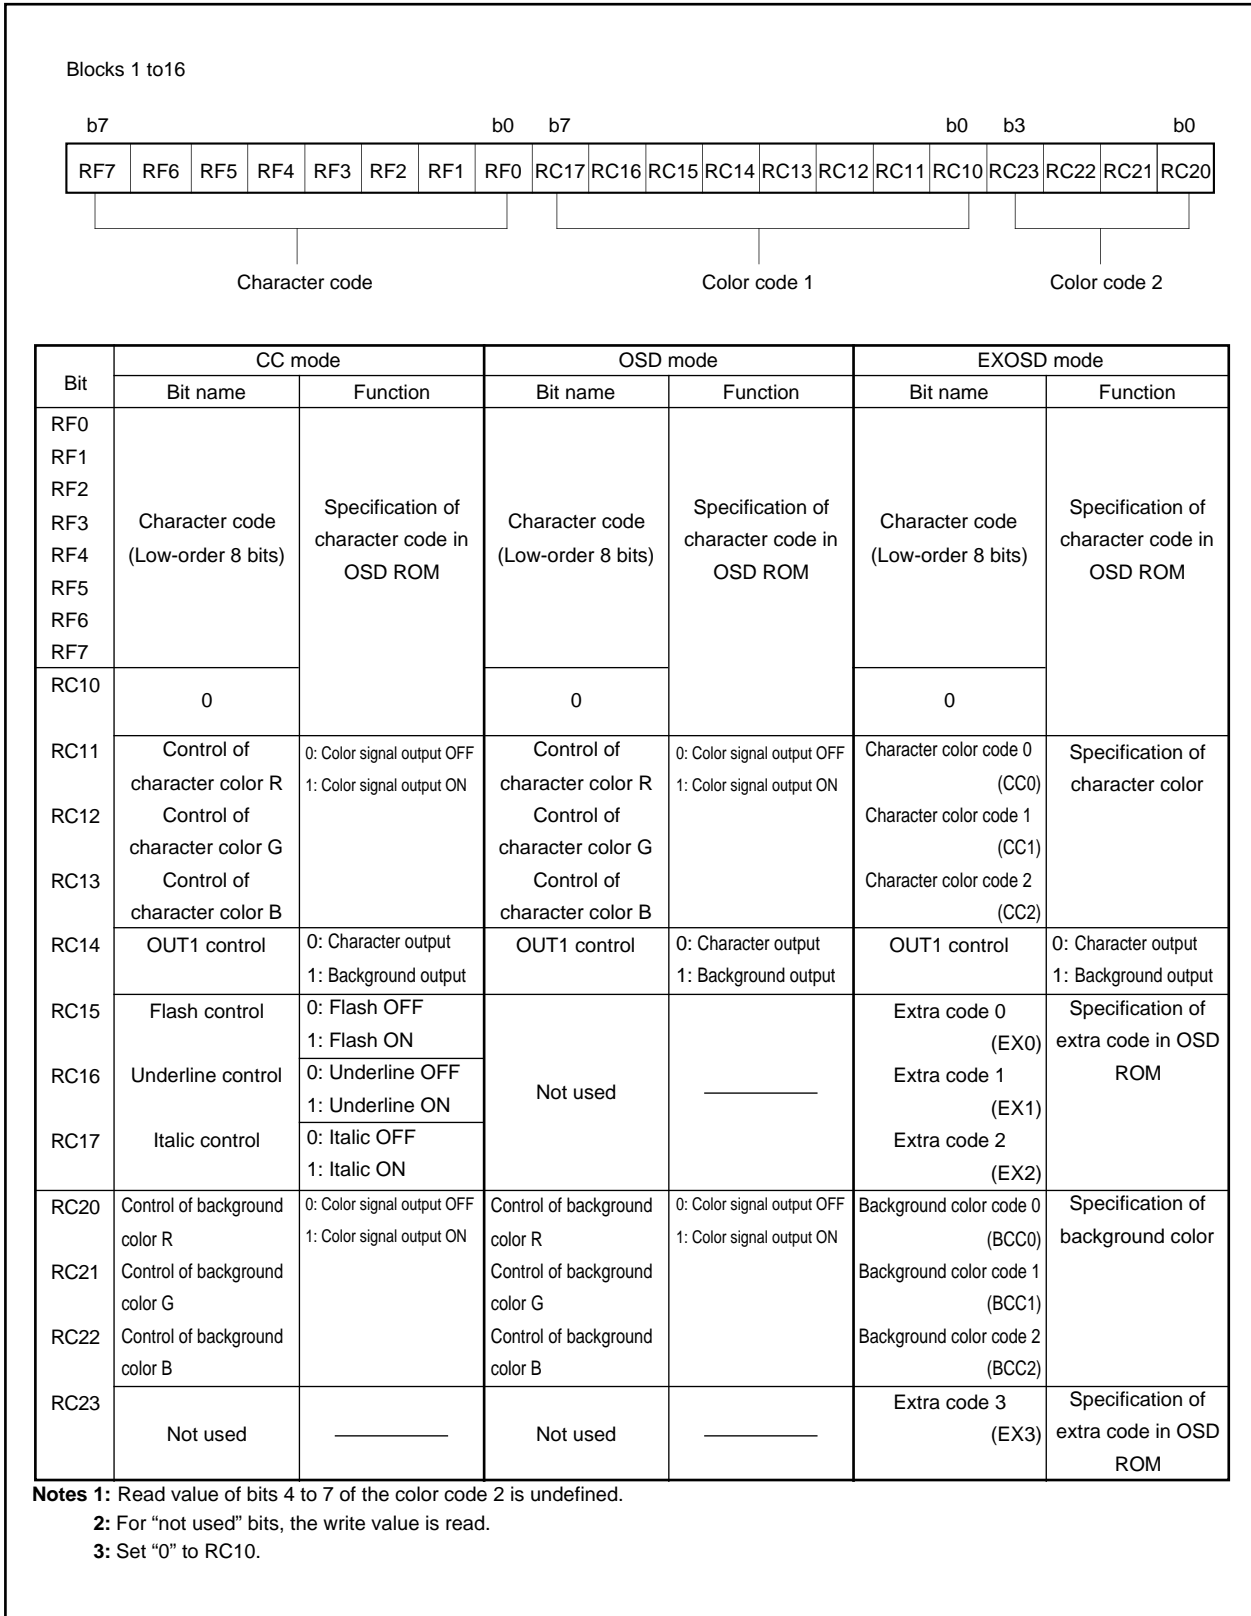 Blocks 1 to16
b7 b0 b7 b0 b3 b0
RF7 RF6 RF5 RF4 RF3 RF2 RF1 RF0 RC17 RC16 RC15 RC14 RC13 RC12 RC11 RC10 RC23 RC22 RC21 RC20
Character code Color code 1 Color code 2
Bit CC mode OSD mode EXOSD mode
Bit name Function Bit name Function Bit name Function
RF0
RF1
RF2
RF3
RF4
RF5
RF6
RF7
Character code
(Low-order 8 bits)
Specification of
character code in
OSD ROM
Character code
(Low-order 8 bits)
Specification of
character code in
OSD ROM
Character code
(Low-order 8 bits)
Specification of
character code in
OSD ROM
RC10 0 0 0
RC11 Control of 0: Color signal output OFF Control of 0: Color signal output OFF Character color code 0 Specification of
character color R 1: Color signal output ON character color R 1: Color signal output ON (CC0) character color
RC12 Control of Control of Character color code 1
character color G character color G (CC1)
RC13 Control of Control of Character color code 2
character color B character color B (CC2)
RC14 OUT1 control 0: Character output OUT1 control 0: Character output OUT1 control 0: Character output
1: Background output 1: Background output 1: Background output
RC15 Flash control 0: Flash OFF Extra code 0 Specification of
1: Flash ON (EX0) extra code in OSD
RC16 Underline control 0: Underline OFF Extra code 1 ROM
Not used
1: Underline ON (EX1)
RC17 Italic control 0: Italic OFF Extra code 2
1: Italic ON (EX2)
RC20 Control of background 0: Color signal output OFF Control of background 0: Color signal output OFF Background color code 0 Specification of
color R 1: Color signal output ON color R 1: Color signal output ON (BCC0) background color
RC21 Control of background Control of background Background color code 1
color G color G (BCC1)
RC22 Control of background Control of background Background color code 2
color B color B (BCC2)
RC23 Extra code 3 Specification of
Not used Not used (EX3) extra code in OSD
ROM
Notes 1: Read value of bits 4 to 7 of the color code 2 is undefined.
2: For “not used” bits, the write value is read.
3: Set “0” to RC10.